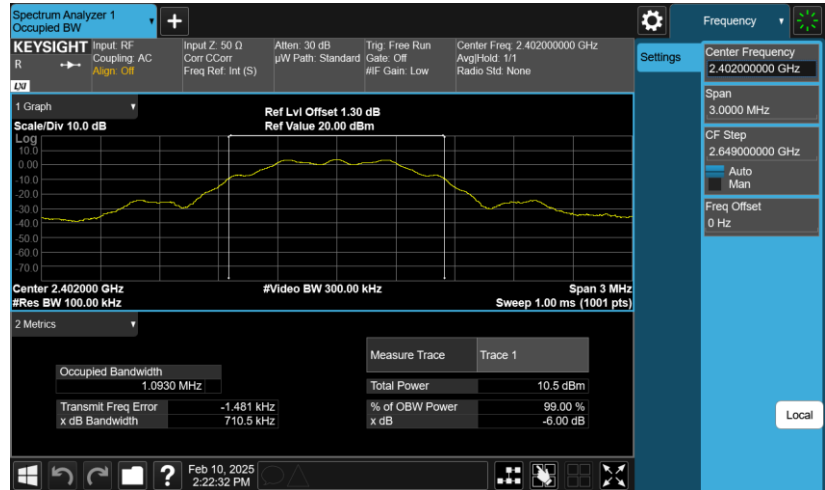 Spectrum Analyzer 1
Occupied BW
+
Frequency
KEYSIGHT
R
LXI
Input: RF
Coupling: AC
Align: Off
Input Z: 50 Ω
Corr CCorr
Freq Ref: Int (S)
Atten: 30 dB
µW Path: Standard
Trig: Free Run
Gate: Off
#IF Gain: Low
Center Freq: 2.402000000 GHz
Avg|Hold: 1/1
Radio Std: None
Settings
Center Frequency
2.402000000 GHz
Span
3.0000 MHz
CF Step
2.649000000 GHz
Auto
Man
Freq Offset
0 Hz
1 Graph
Scale/Div 10.0 dB
Ref Lvl Offset 1.30 dB
Ref Value 20.00 dBm
Log
10.0
0.00
-10.0
-20.0
-30.0
-40.0
-50.0
-60.0
-70.0
Center 2.402000 GHz
#Res BW 100.00 kHz
#Video BW 300.00 kHz
Span 3 MHz
Sweep 1.00 ms (1001 pts)
2 Metrics
Measure Trace
Trace 1
Occupied Bandwidth
1.0930 MHz
Total Power
10.5 dBm
Transmit Freq Error
-1.481 kHz
% of OBW Power
99.00 %
x dB Bandwidth
710.5 kHz
x dB
-6.00 dB
Local
?
Feb 10, 2025
2:22:32 PM